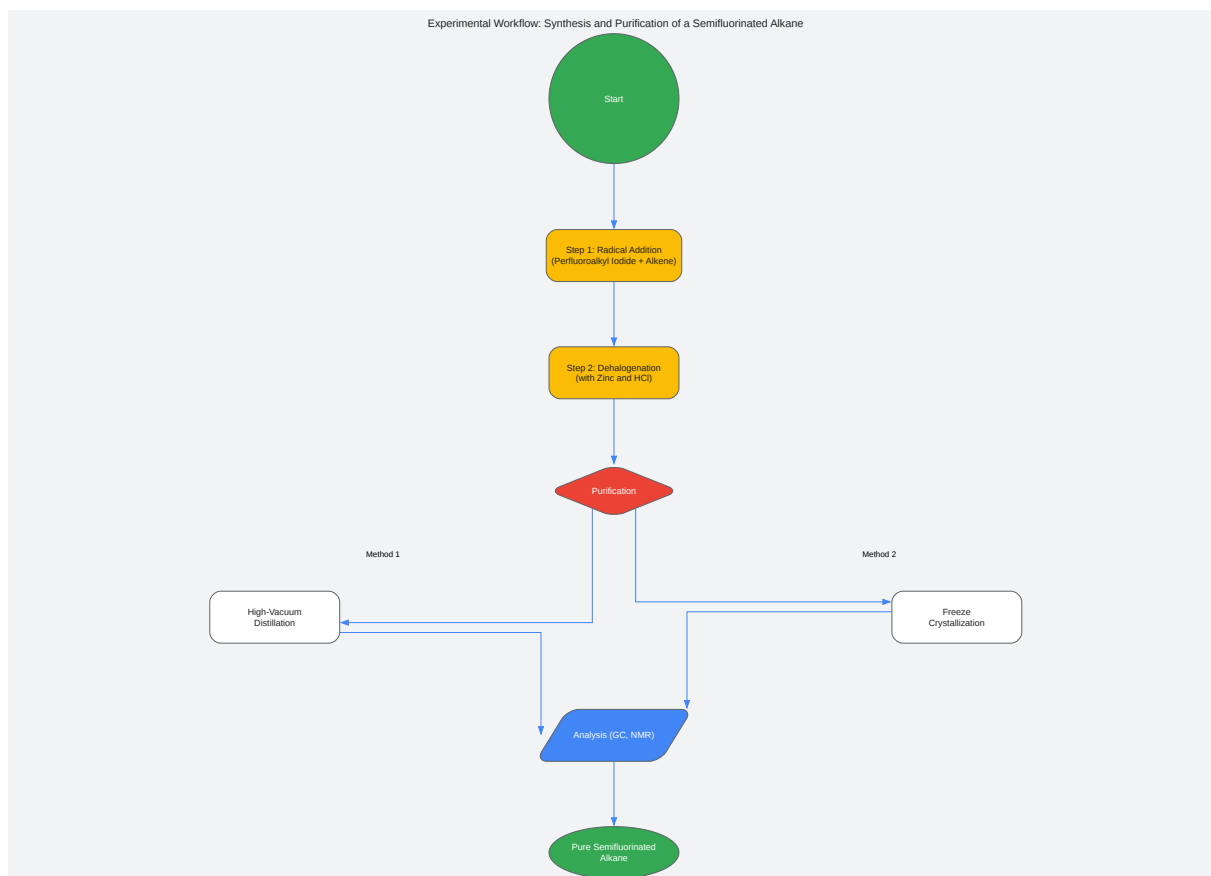 Experimental Workflow: Synthesis and Purification of a Semifluorinated Alkane
Start
Step 1: Radical Addition
(Perfluoroalkyl Iodide + Alkene)
Step 2: Dehalogenation
(with Zinc and HCl)
Purification
Method 1
Method 2
High-Vacuum
Distillation
Freeze
Crystallization
Analysis (GC, NMR)
Pure Semifluorinated
Alkane